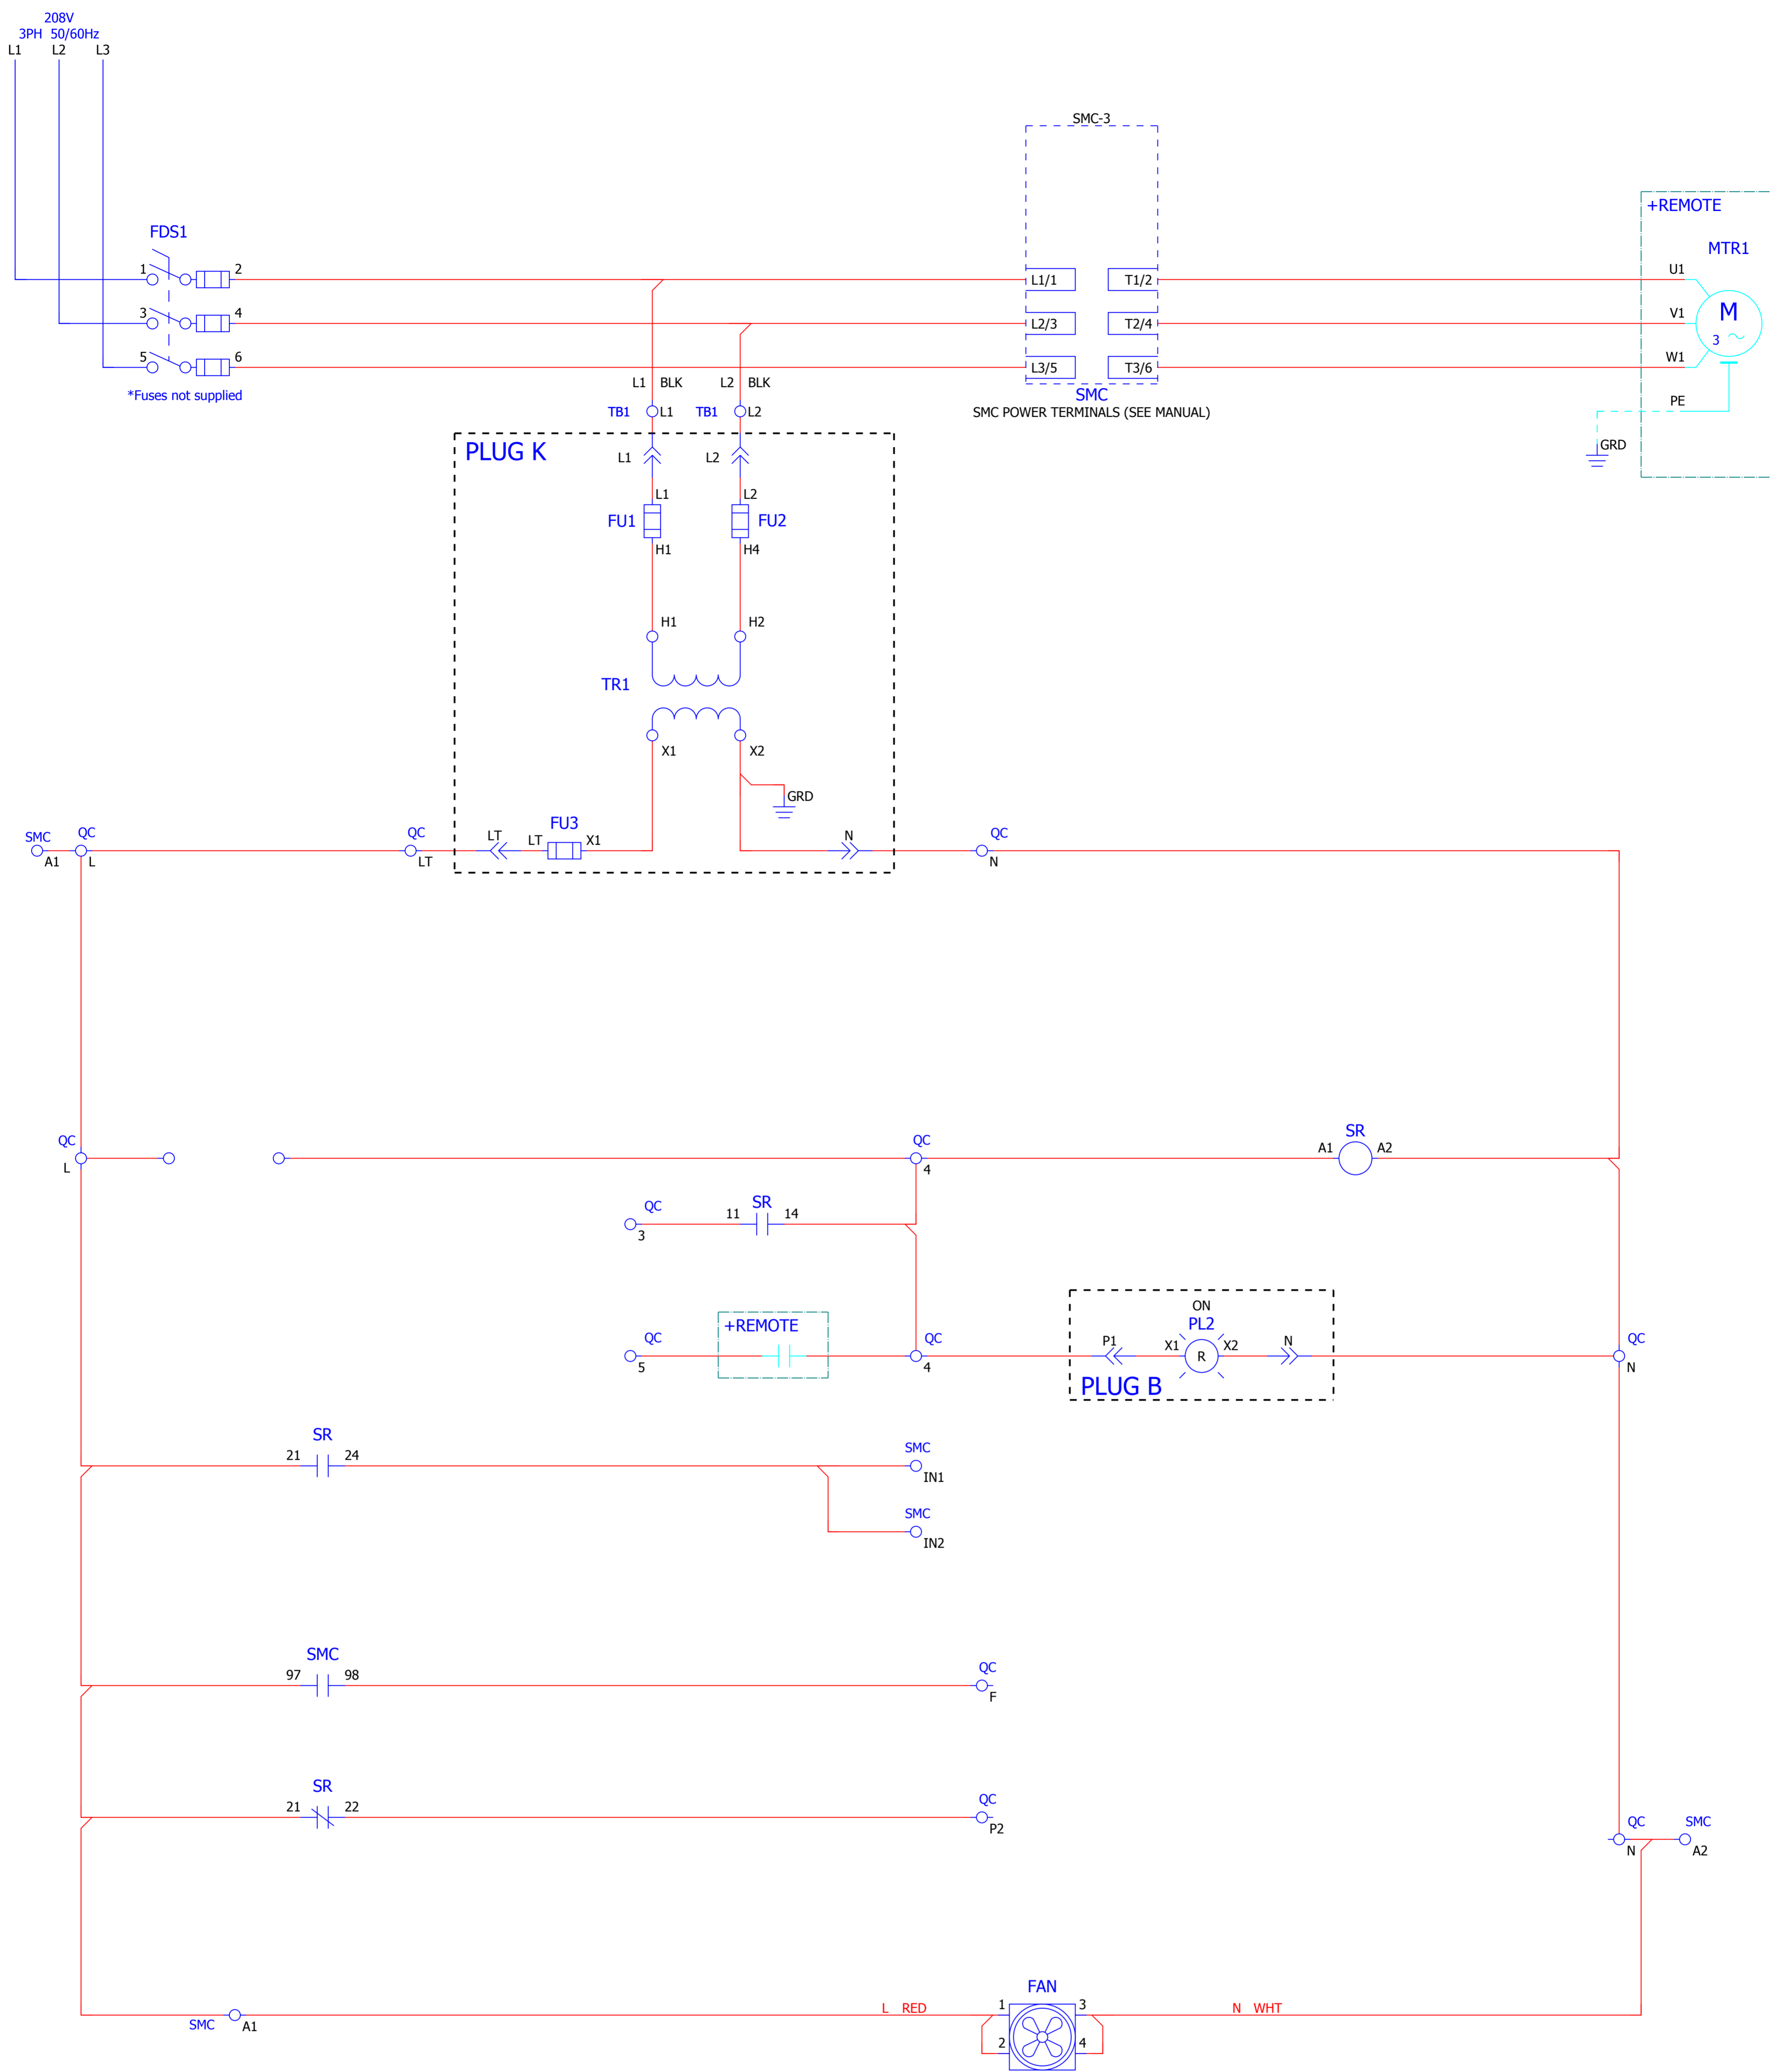 208V
3PH 50/60Hz
L1 L2 L3
SMC-3
+REMOTE
FDS1
MTR1
1 2 L1/1 T1/2 U1
3 4 L2/3 T2/4 V1 M
3
5 6 L3/5 T3/6 W1
*Fuses not supplied
L1 BLK L2 BLK
SMC
SMC POWER TERMINALS (SEE MANUAL)
PE
TB1 L1 TB1 L2
GRD
PLUG K
L1 L2
L1 L2
FU1 FU2
H1 H4
H1 H2
TR1
X1 X2
GRD
SMC QC QC LT LT FU3 X1 N QC
A1 L LT N
QC QC SR
L 4 A1 A2
QC SR
3 11 14
+REMOTE
ON
PL2
QC QC P1 X1 R X2 N QC
5 4 N
PLUG B
SR SMC
21 24 IN1
SMC
IN2
SMC QC
97 98 F
SR QC
21 22 P2
QC SMC
N A2
FAN
L RED 1 3 N WHT
SMC A1
2 4